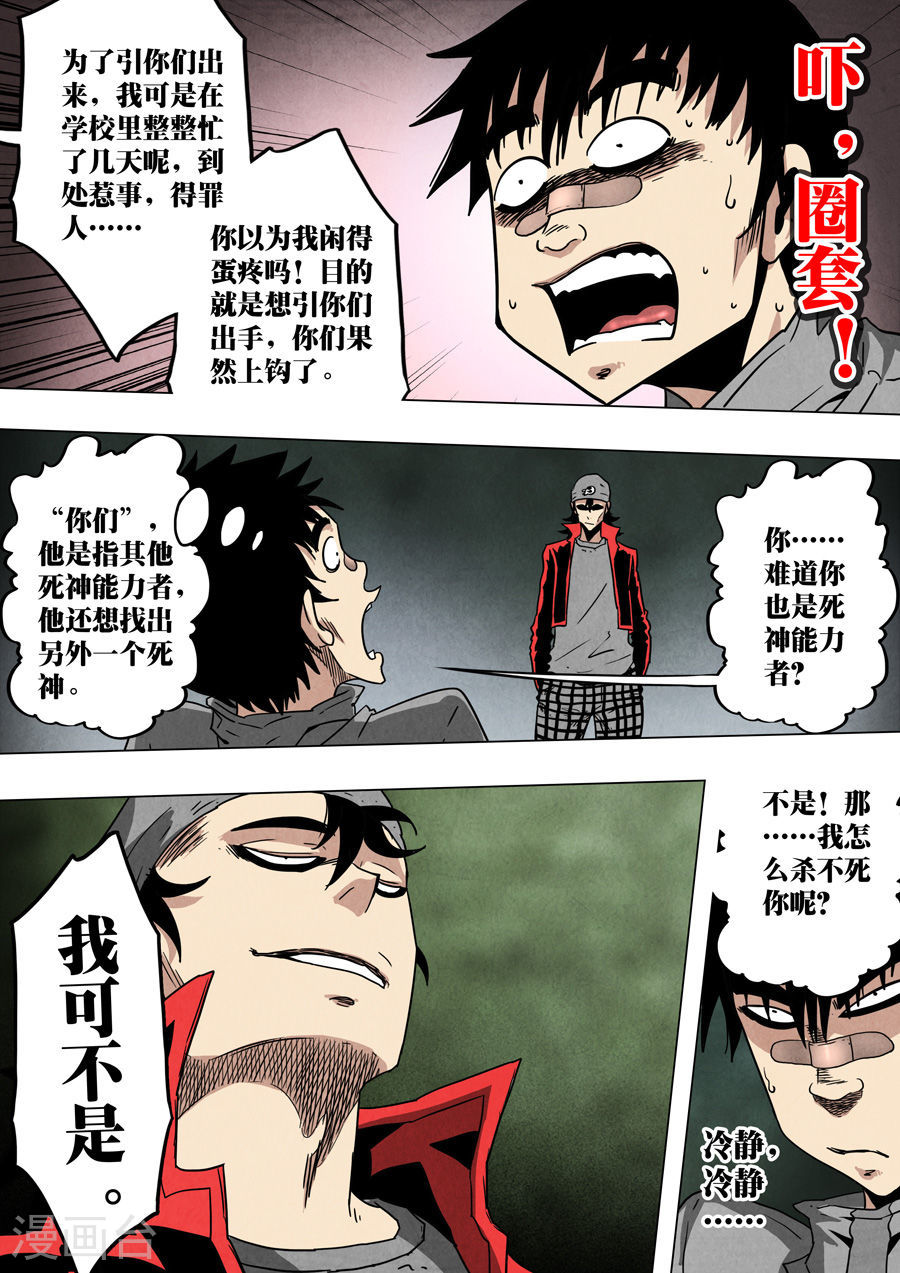 为了引你们出
来，我可是在
学校里整整忙
了几天呢，到
处惹事，得罪
人……
你以为我闲得
蛋疼吗！目的
就是想引你们
出手，你们果
然上钩了。
吓，圈套！
“你们”，
他是指其他
死神能力者，
他还想找出
另外一个死
神。
你……
难道你
也是死
神能力
者？
我可不是。
不是！那
……我怎
么杀不死
你呢？
冷静，
冷静
……
漫画台